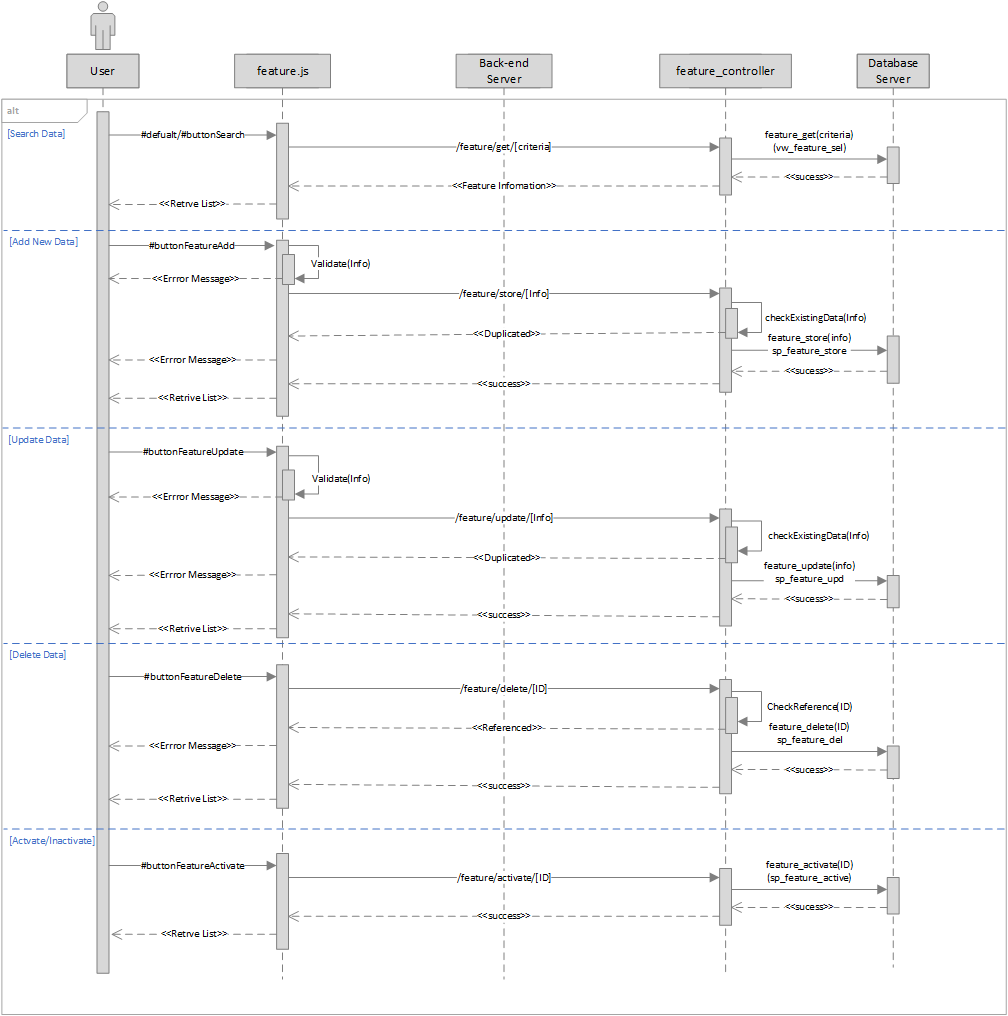 User
feature.js
Back-end
Server
feature_controller
Database
Server
alt
[Search Data]
#defualt/#buttonSearch
/feature/get/[criteria]
feature_get(criteria)
(vw_feature_sel)
<<sucess>>
<<Feature Infomation>>
<<Retrve List>>
[Add New Data]
#buttonFeatureAdd
Validate(Info)
<<Errror Message>>
/feature/store/[Info]
checkExistingData(Info)
<<Duplicated>>
feature_store(info)
sp_feature_store
<<Errror Message>>
<<sucess>>
<<success>>
<<Retrive List>>
[Update Data]
#buttonFeatureUpdate
Validate(Info)
<<Errror Message>>
/feature/update/[Info]
checkExistingData(Info)
<<Duplicated>>
feature_update(info)
sp_feature_upd
<<Errror Message>>
<<sucess>>
<<success>>
<<Retrive List>>
[Delete Data]
#buttonFeatureDelete
/feature/delete/[ID]
CheckReference(ID)
<<Referenced>>
feature_delete(ID)
sp_feature_del
<<Errror Message>>
<<sucess>>
<<success>>
<<Retrive List>>
[Actvate/Inactivate]
#buttonFeatureActivate
/feature/activate/[ID]
feature_activate(ID)
(sp_feature_active)
<<sucess>>
<<success>>
<<Retrve List>>